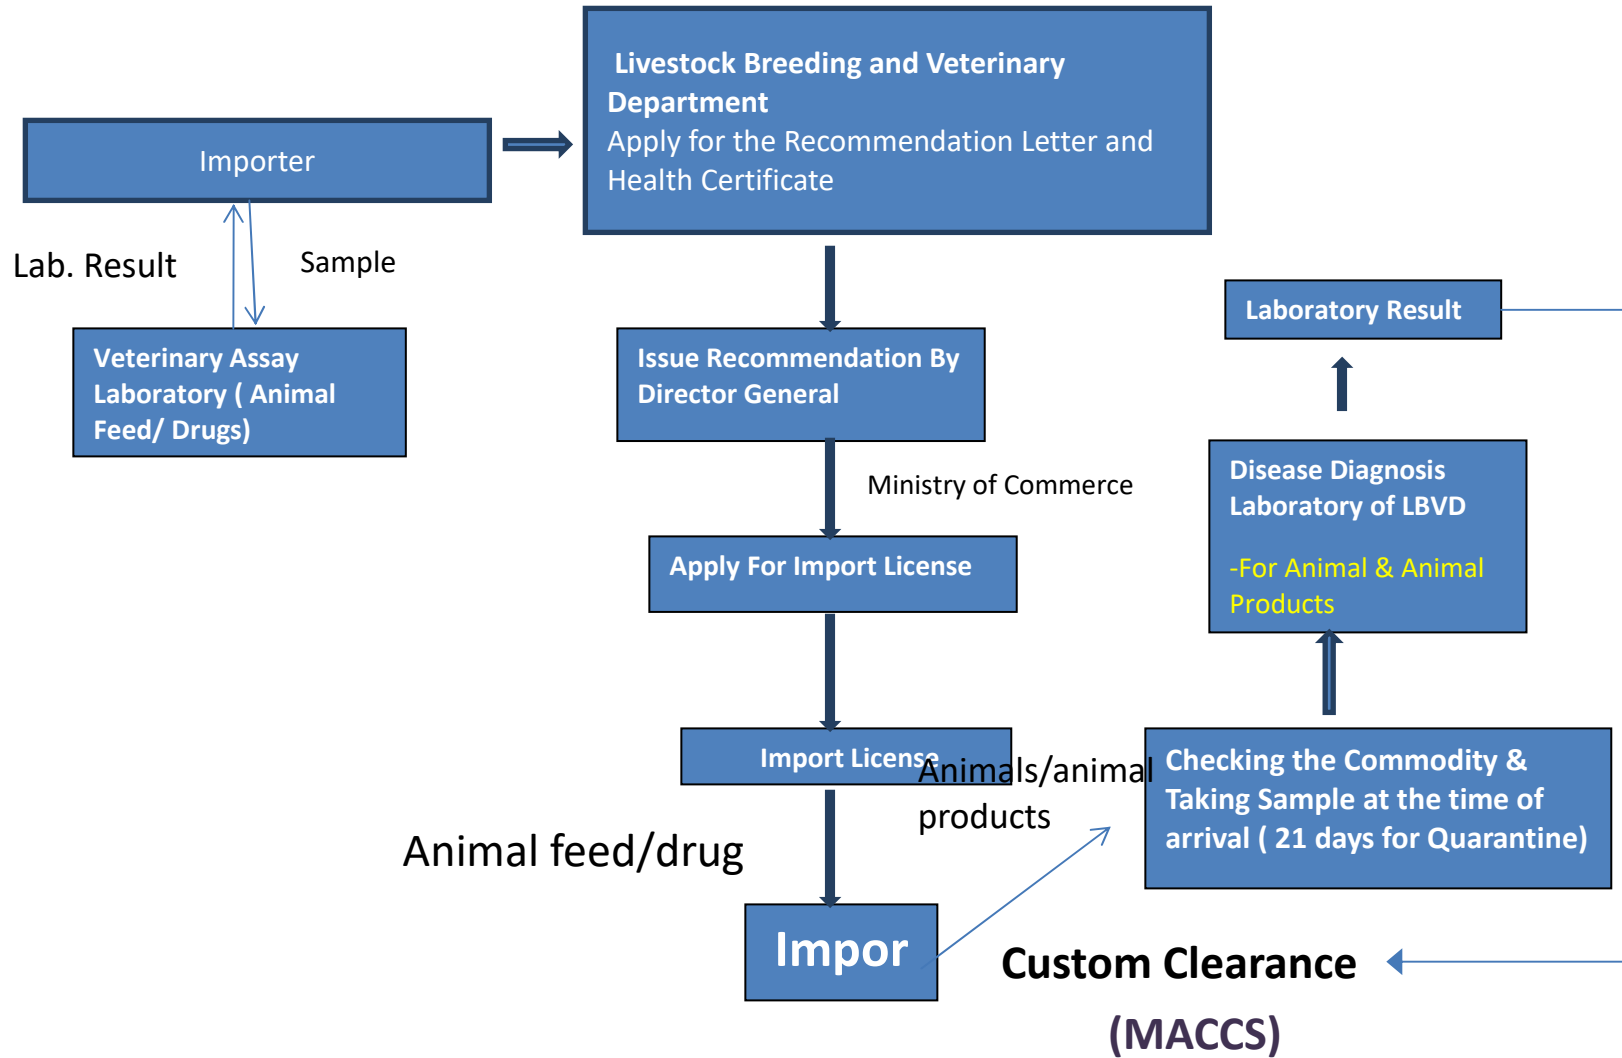 Livestock Breeding and Veterinary
Department
Apply for the Recommendation Letter and
Health Certificate
Importer
Lab. Result
Sample
Veterinary Assay
Laboratory ( Animal
Feed/ Drugs)
Issue Recommendation By
Director General
Ministry of Commerce
Apply For Import License
Import License
Animals/animal
products
Animal feed/drug
Impor
Laboratory Result
Disease Diagnosis
Laboratory of LBVD
-For Animal & Animal
Products
Checking the Commodity &
Taking Sample at the time of
arrival ( 21 days for Quarantine)
Custom Clearance
(MACCS)